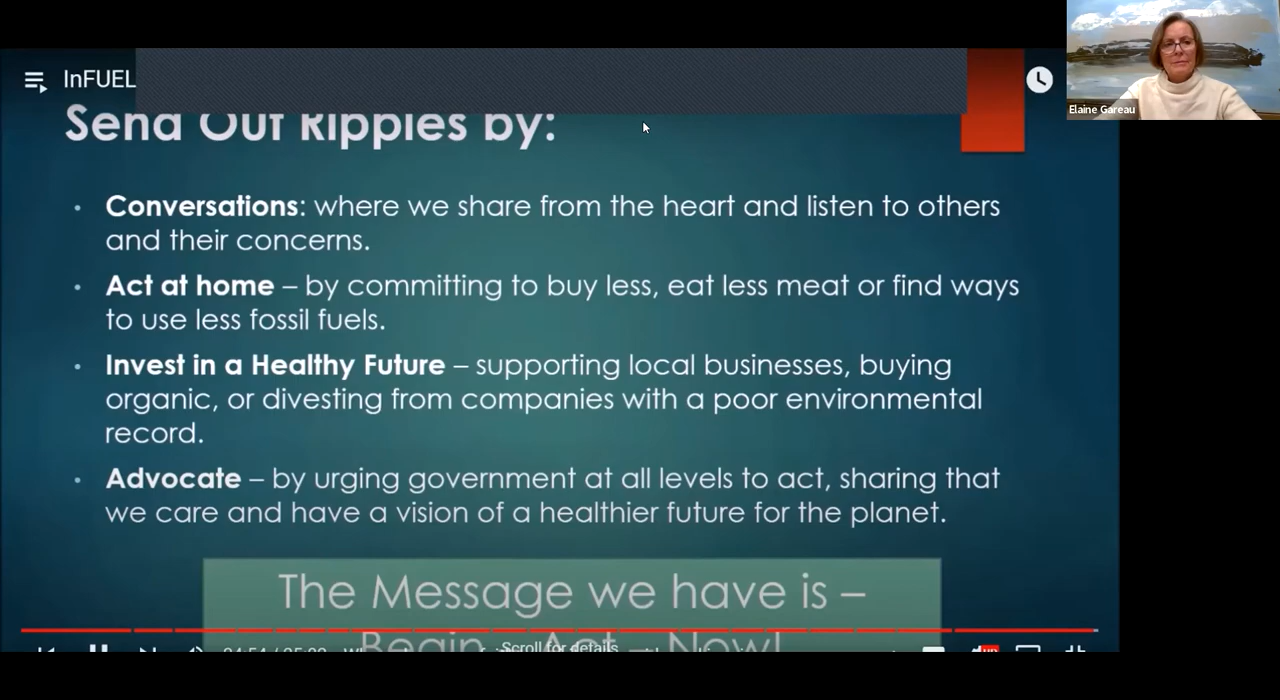 InFUEL
Elaine Gareau
Send Out Ripples by:
• Conversations: where we share from the heart and listen to others
and their concerns.
• Act at home – by committing to buy less, eat less meat or find ways
to use less fossil fuels.
• Invest in a Healthy Future – supporting local businesses, buying
organic, or divesting from companies with a poor environmental
record.
• Advocate – by urging government at all levels to act, sharing that
we care and have a vision of a healthier future for the planet.
The Message we have is –
Begin – Act – Now!
Scroll for details